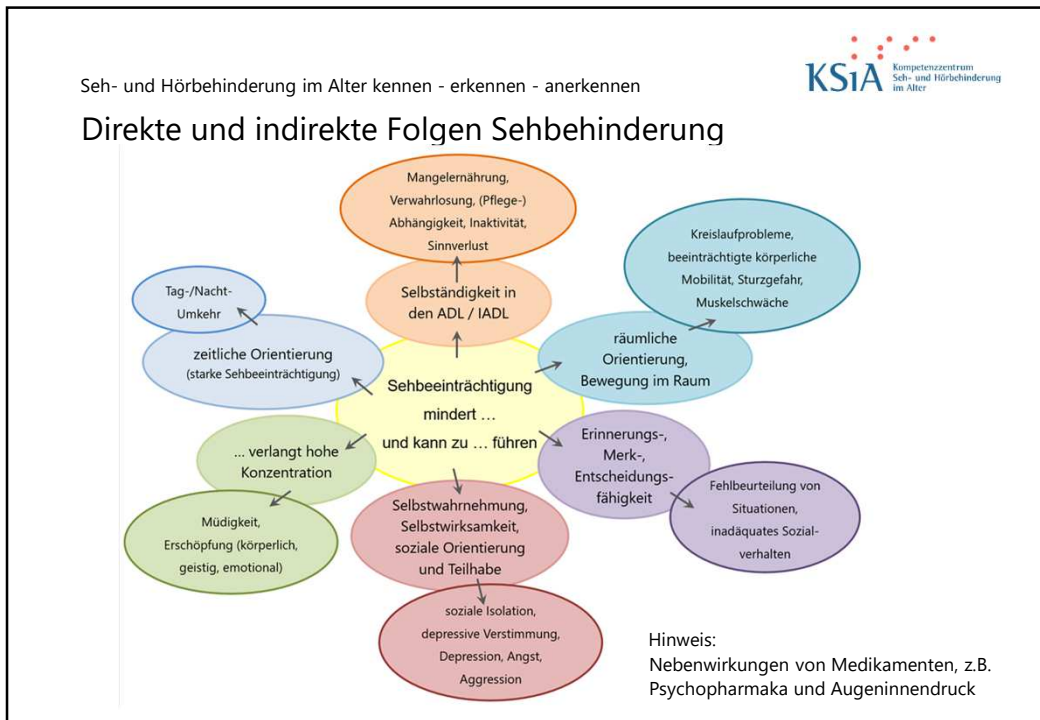 Seh- und Hörbehinderung im Alter kennen - erkennen - anerkennen
KSiA
Kompetenzzentrum
Seh- und Hörbehinderung
im Alter
Direkte und indirekte Folgen Sehbehinderung
Mangelernährung,
Verwahrlosung, (Pflege-)
Abhängigkeit, Inaktivität,
Sinnverlust
Selbständigkeit in
den ADL / IADL
Kreislaufprobleme,
beeinträchtigte körperliche
Mobilität, Sturzgefahr,
Muskelschwäche
räumliche
Orientierung,
Bewegung im Raum
Tag-/Nacht-
Umkehr
zeitliche Orientierung
(starke Sehbeeinträchtigung)
Sehbeeinträchtigung
mindert ...
und kann zu ... führen
Erinnerungs-,
Merk-,
Entscheidungs-
fähigkeit
Fehlbeurteilung von
Situationen,
inadäquates Sozial-
verhalten
... verlangt hohe
Konzentration
Müdigkeit,
Erschöpfung (körperlich,
geistig, emotional)
Selbstwahrnehmung,
Selbstwirksamkeit,
soziale Orientierung
und Teilhabe
soziale Isolation,
depressive Verstimmung,
Depression, Angst,
Aggression
Hinweis:
Nebenwirkungen von Medikamenten, z.B.
Psychopharmaka und Augeninnendruck